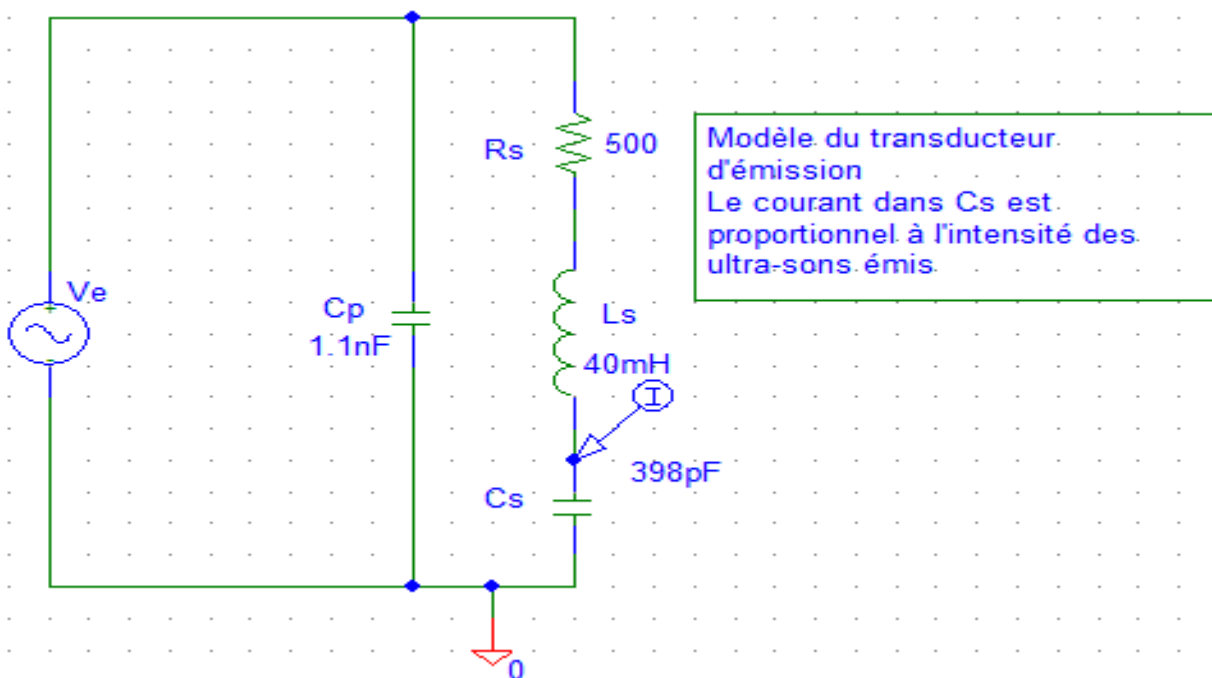 Ve
Cp
1.1nF
Rs
500
Ls
40mH
I
398pF
Cs
0
Modèle du transducteur
d'émission
Le courant dans Cs est
proportionnel à l'intensité des
ultra-sons émis